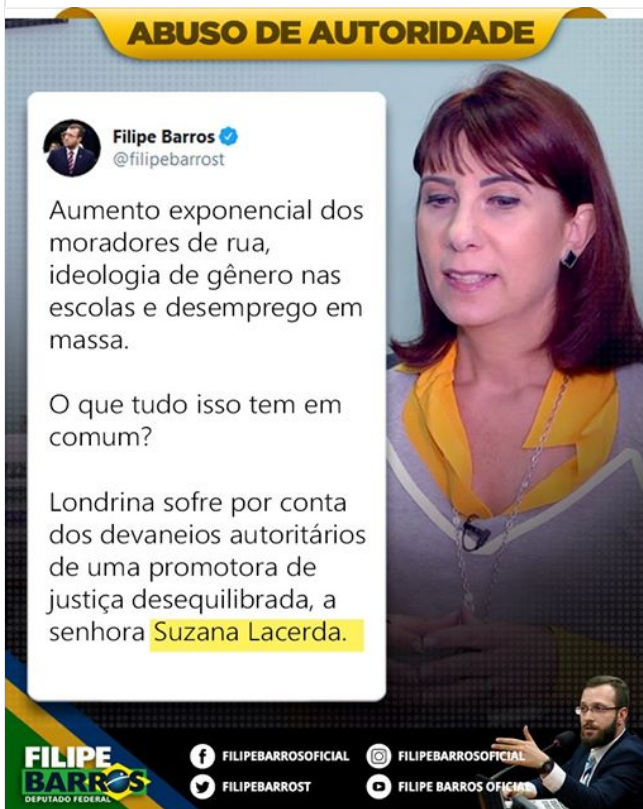 ABUSO DE AUTORIDADE
Filipe Barros
@filipebarrost
Aumento exponencial dos
moradores de rua,
ideologia de gênero nas
escolas e desemprego em
massa.
O que tudo isso tem em
comum?
Londrina sofre por conta
dos devaneios autoritários
de uma promotora de
justiça desequilibrada, a
senhora Suzana Lacerda.
FILIPE
BARROS
DEPUTADO FEDERAL
FILIPEBARROSOFICIAL
FILIPEBARROSOFICIAL
FILIPEBARROST
FILIPE BARROS OFICIAL